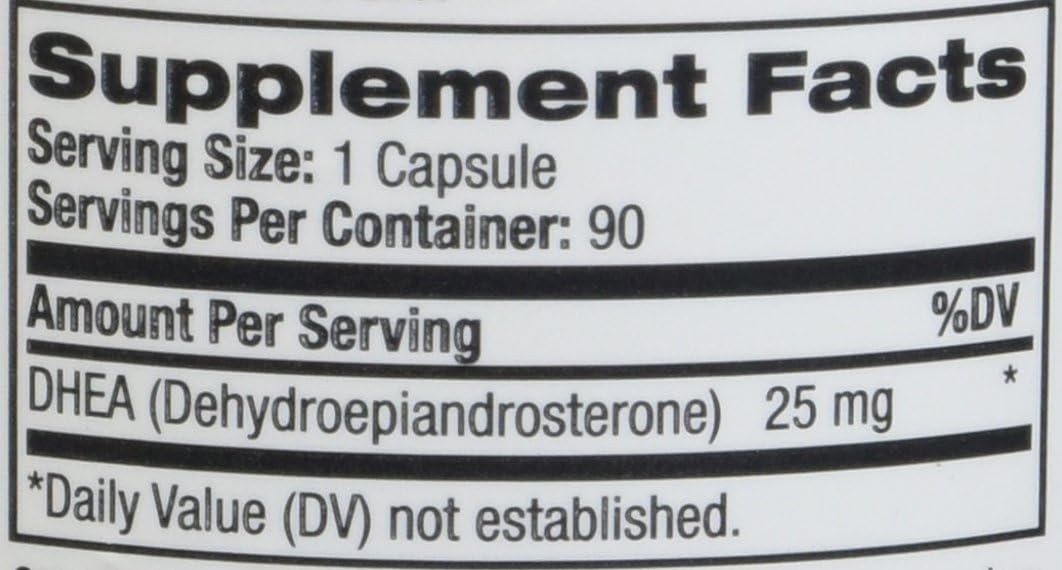 Supplement Facts
Serving Size: 1 Capsule
Servings Per Container: 90
Amount Per Serving %DV
DHEA (Dehydroepiandrosterone) 25 mg *
*Daily Value (DV) not established.